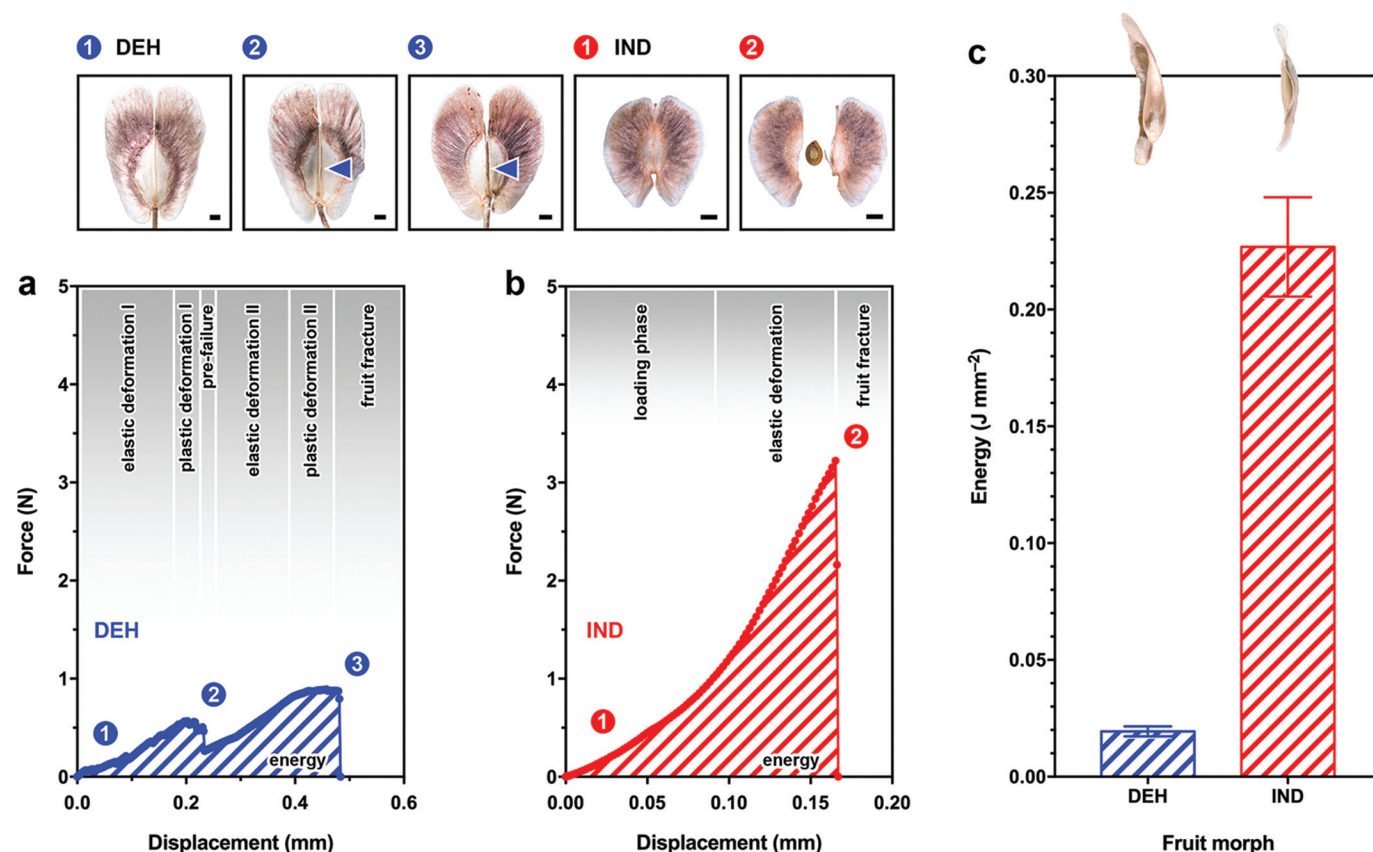 1 DEH 2 3 1 IND 2
a
elastic deformation I
plastic deformation I
pre-failure
elastic deformation II
plastic deformation II
fruit fracture
5
4
3
2
1
0
Force (N)
DEH
1
2
3
energy
0.0 0.2 0.4 0.6
Displacement (mm)
b
loading phase
elastic deformation
fruit fracture
5
4
3
2
1
0
Force (N)
IND
1
2
energy
0.00 0.05 0.10 0.15 0.20
Displacement (mm)
c
0.30
0.25
0.20
0.15
0.10
0.05
0.00
Energy (J mm⁻²)
DEH IND
Fruit morph